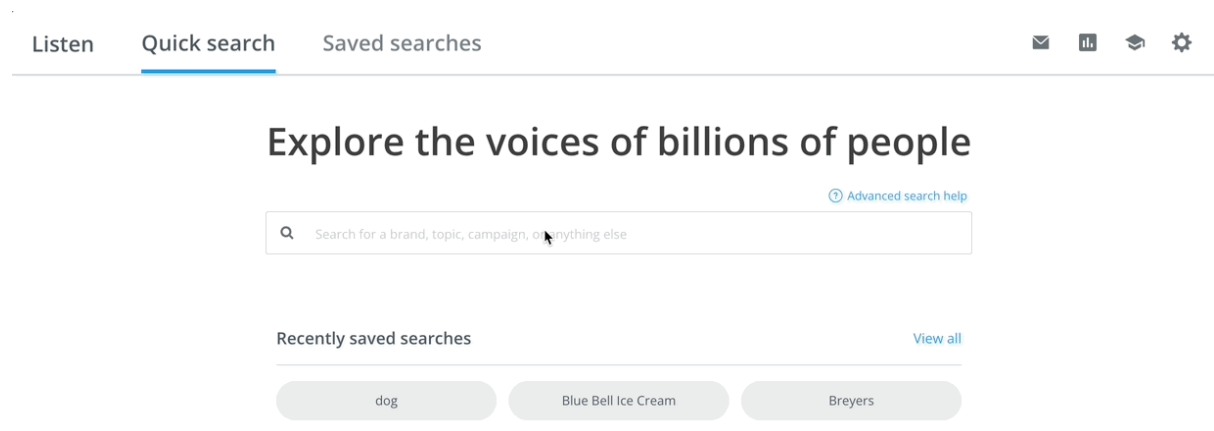 Listen Quick search Saved searches
Explore the voices of billions of people
Advanced search help
Search for a brand, topic, campaign, or anything else
Recently saved searches View all
dog Blue Bell Ice Cream Breyers